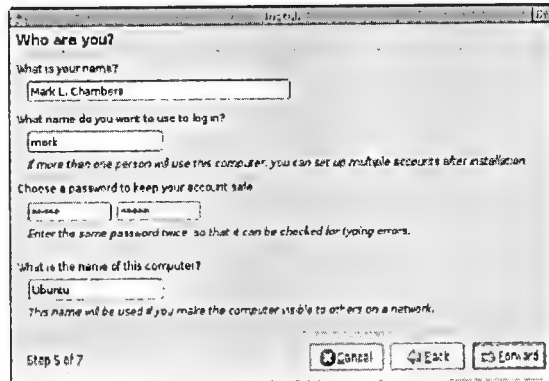 Install
Who are you?
What is your name?
Mark L. Chambers
What name do you want to use to log in?
mark
If more than one person will use this computer, you can set up multiple accounts after installation
Choose a password to keep your account safe
Enter the same password twice, so that it can be checked for typing errors.
What is the name of this computer?
Ubuntu
This name will be used if you make the computer visible to others on a network.
Step 5 of 7
Cancel Back Forward